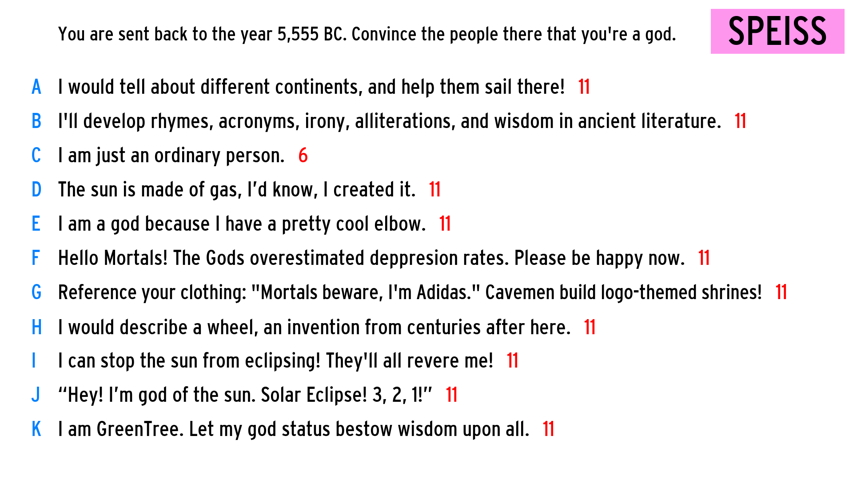 You are sent back to the year 5,555 BC. Convince the people there that you're a god.
SPEISS
A I would tell about different continents, and help them sail there! 11
B I'll develop rhymes, acronyms, irony, alliterations, and wisdom in ancient literature. 11
C I am just an ordinary person. 6
D The sun is made of gas, I’d know, I created it. 11
E I am a god because I have a pretty cool elbow. 11
F Hello Mortals! The Gods overestimated deppresion rates. Please be happy now. 11
G Reference your clothing: "Mortals beware, I'm Adidas." Cavemen build logo-themed shrines! 11
H I would describe a wheel, an invention from centuries after here. 11
I I can stop the sun from eclipsing! They'll all revere me! 11
J “Hey! I’m god of the sun. Solar Eclipse! 3, 2, 1!” 11
K I am GreenTree. Let my god status bestow wisdom upon all. 11